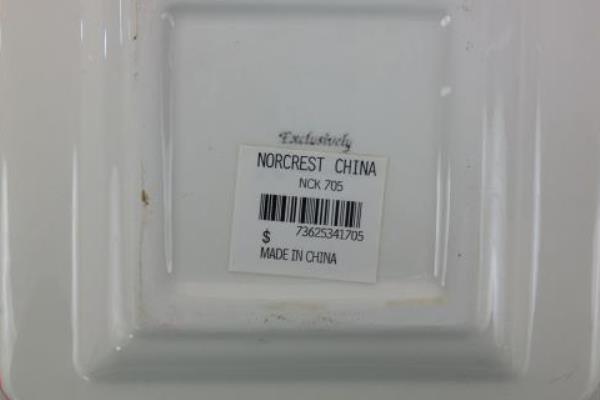 Exclusively
NORCREST CHINA
NCK 705
73625341705
$
MADE IN CHINA